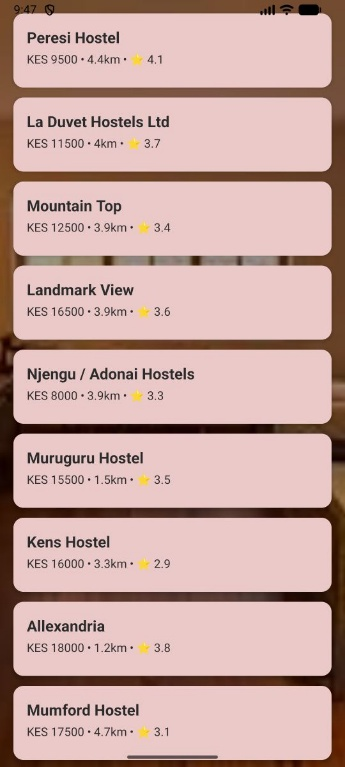 9:47
Peresi Hostel
KES 9500 • 4.4km • ⭐ 4.1
La Duvet Hostels Ltd
KES 11500 • 4km • ⭐ 3.7
Mountain Top
KES 12500 • 3.9km • ⭐ 3.4
Landmark View
KES 16500 • 3.9km • ⭐ 3.6
Njengu / Adonai Hostels
KES 8000 • 3.9km • ⭐ 3.3
Muruguru Hostel
KES 15500 • 1.5km • ⭐ 3.5
Kens Hostel
KES 16000 • 3.3km • ⭐ 2.9
Allexandria
KES 18000 • 1.2km • ⭐ 3.8
Mumford Hostel
KES 17500 • 4.7km • ⭐ 3.1